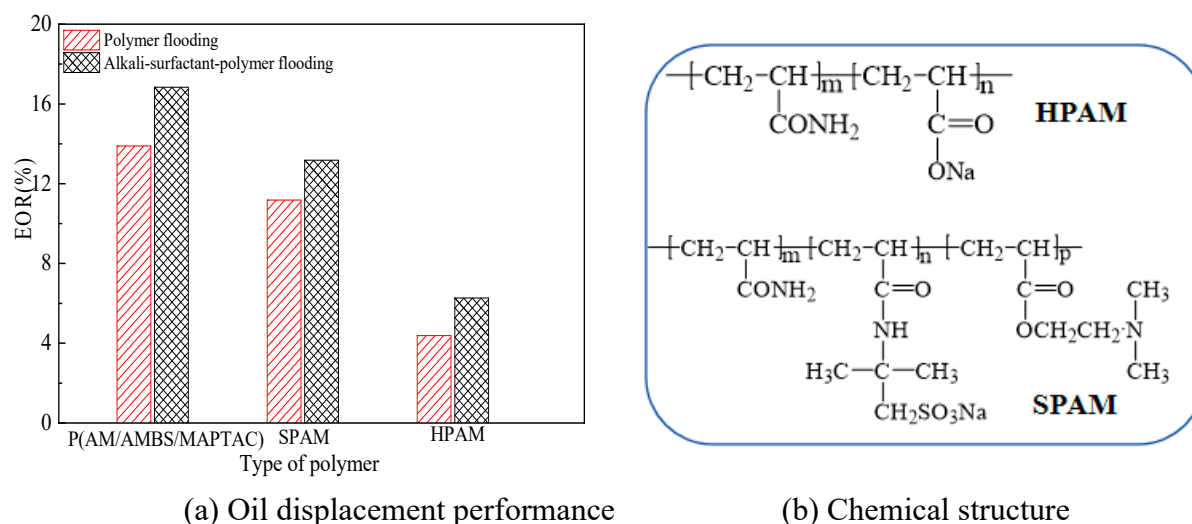 20
16
12
8
4
0
EOR(%)
Polymer flooding
Alkali-surfactant-polymer flooding
P(AM/AMBS/MAPTAC) SPAM HPAM
Type of polymer
(a) Oil displacement performance
[CH₂-CH]m[CH₂-CH]n
CONH₂ C=O
ONa
HPAM
[CH₂-CH]m[CH₂-CH]n[CH₂-CH]p
CONH₂ C=O C=O CH₃
NH OCH₂CH₂·N
H₃C-C-CH₃ CH₃
CH₂SO₃Na
SPAM
(b) Chemical structure